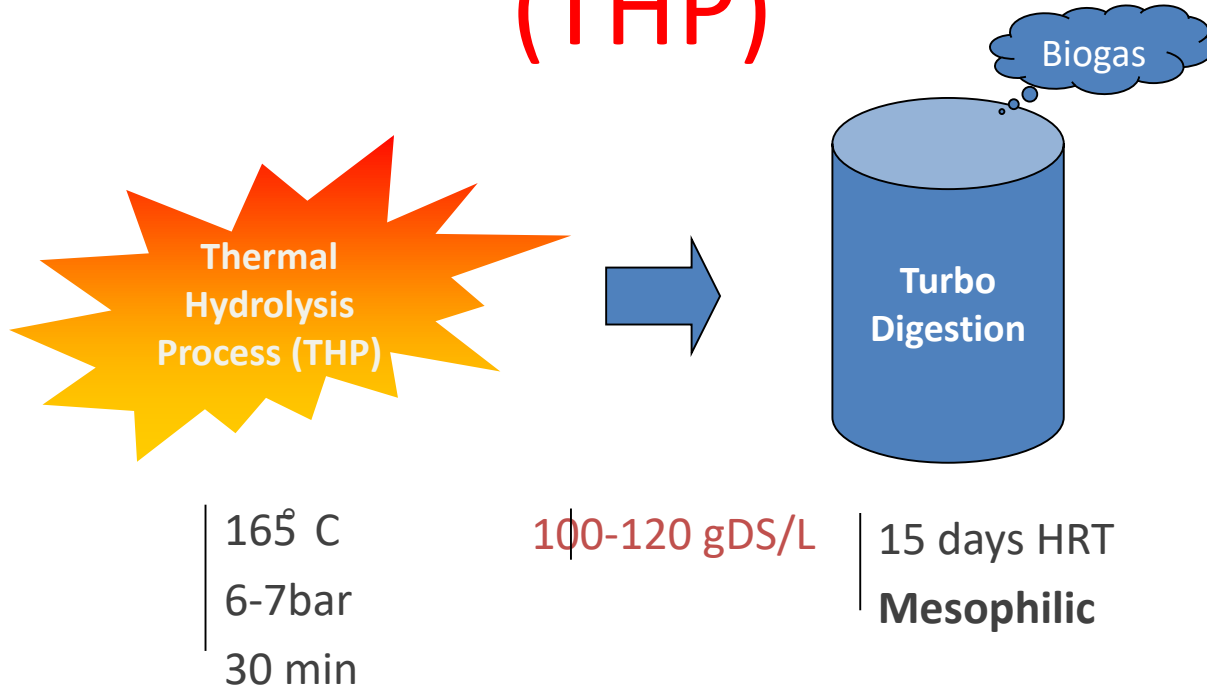 (THP)
Biogas
Thermal
Hydrolysis
Process (THP)
Turbo
Digestion
165° C
6-7bar
30 min
100-120 gDS/L
15 days HRT
Mesophilic